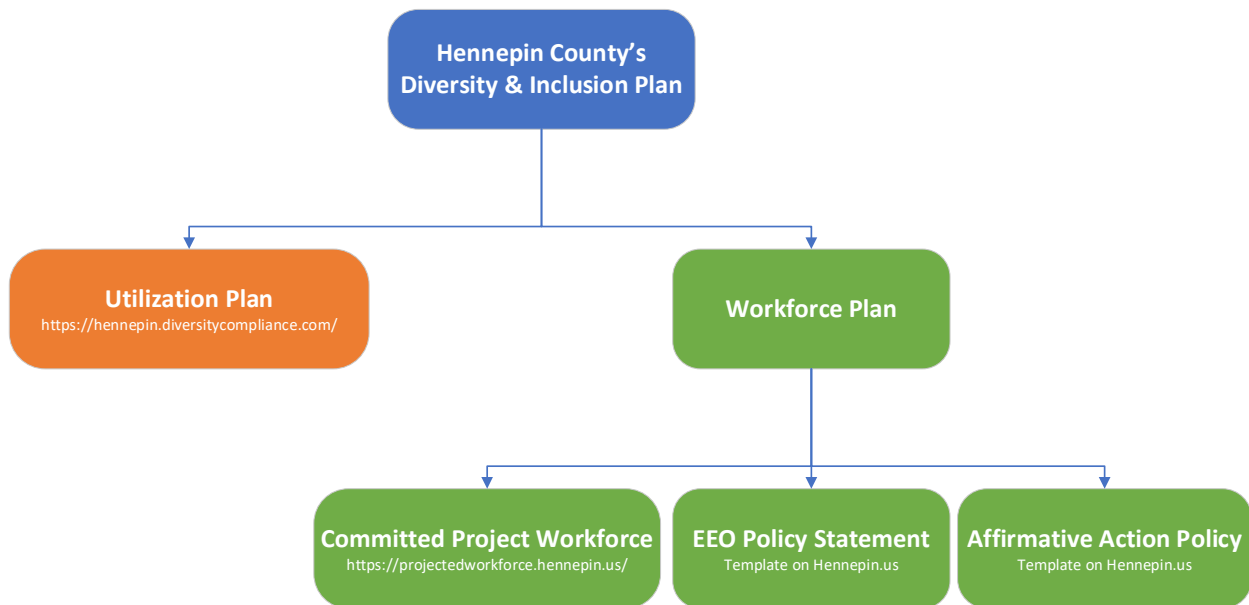 Hennepin County’s
Diversity & Inclusion Plan
Utilization Plan
https://hennepin.diversitycompliance.com/
Workforce Plan
Committed Project Workforce
https://projectedworkforce.hennepin.us/
EEO Policy Statement
Template on Hennepin.us
Affirmative Action Policy
Template on Hennepin.us